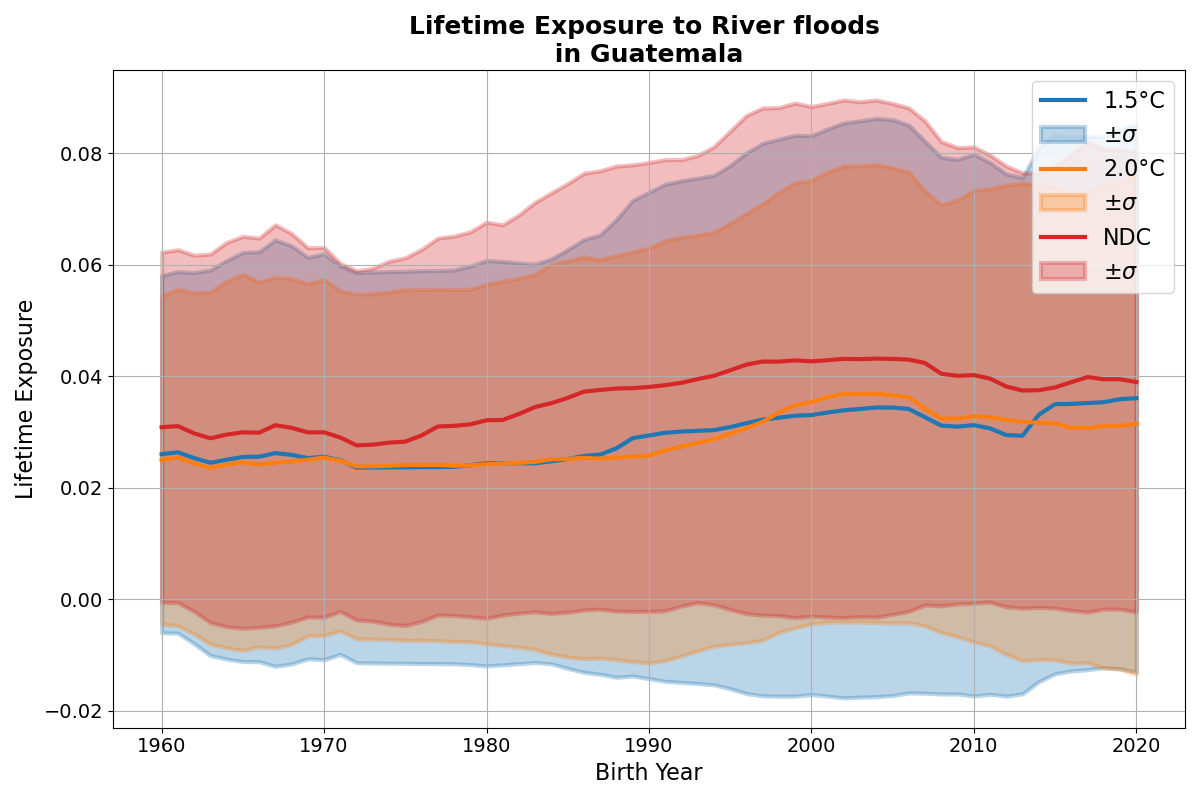 Lifetime Exposure to River floods
in Guatemala
Lifetime Exposure
0.08
0.06
0.04
0.02
0.00
−0.02
1960
1970
1980
1990
2000
2010
2020
Birth Year
1.5°C
±σ
2.0°C
±σ
NDC
±σ